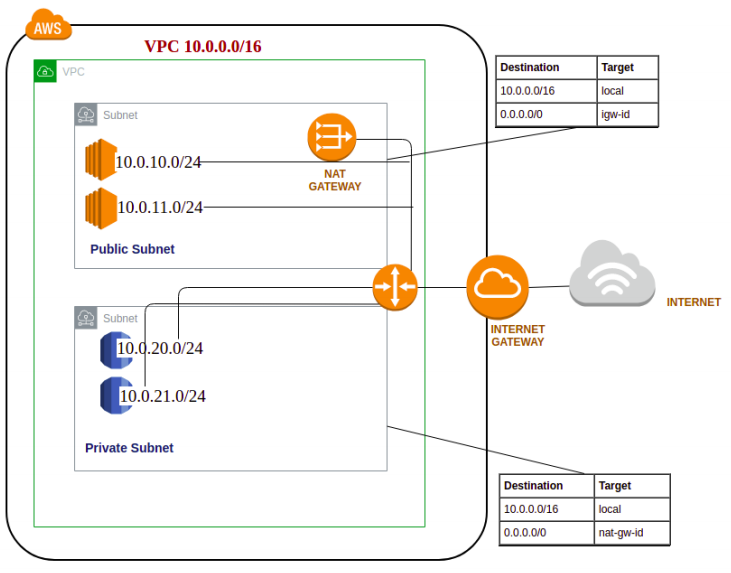 AWS
VPC 10.0.0.0/16
VPC
Destination Target
10.0.0.0/16 local
0.0.0.0/0 igw-id
Subnet
10.0.10.0/24
NAT
GATEWAY
10.0.11.0/24
Public Subnet
INTERNET
INTERNET
GATEWAY
Subnet
10.0.20.0/24
10.0.21.0/24
Private Subnet
Destination Target
10.0.0.0/16 local
0.0.0.0/0 nat-gw-id